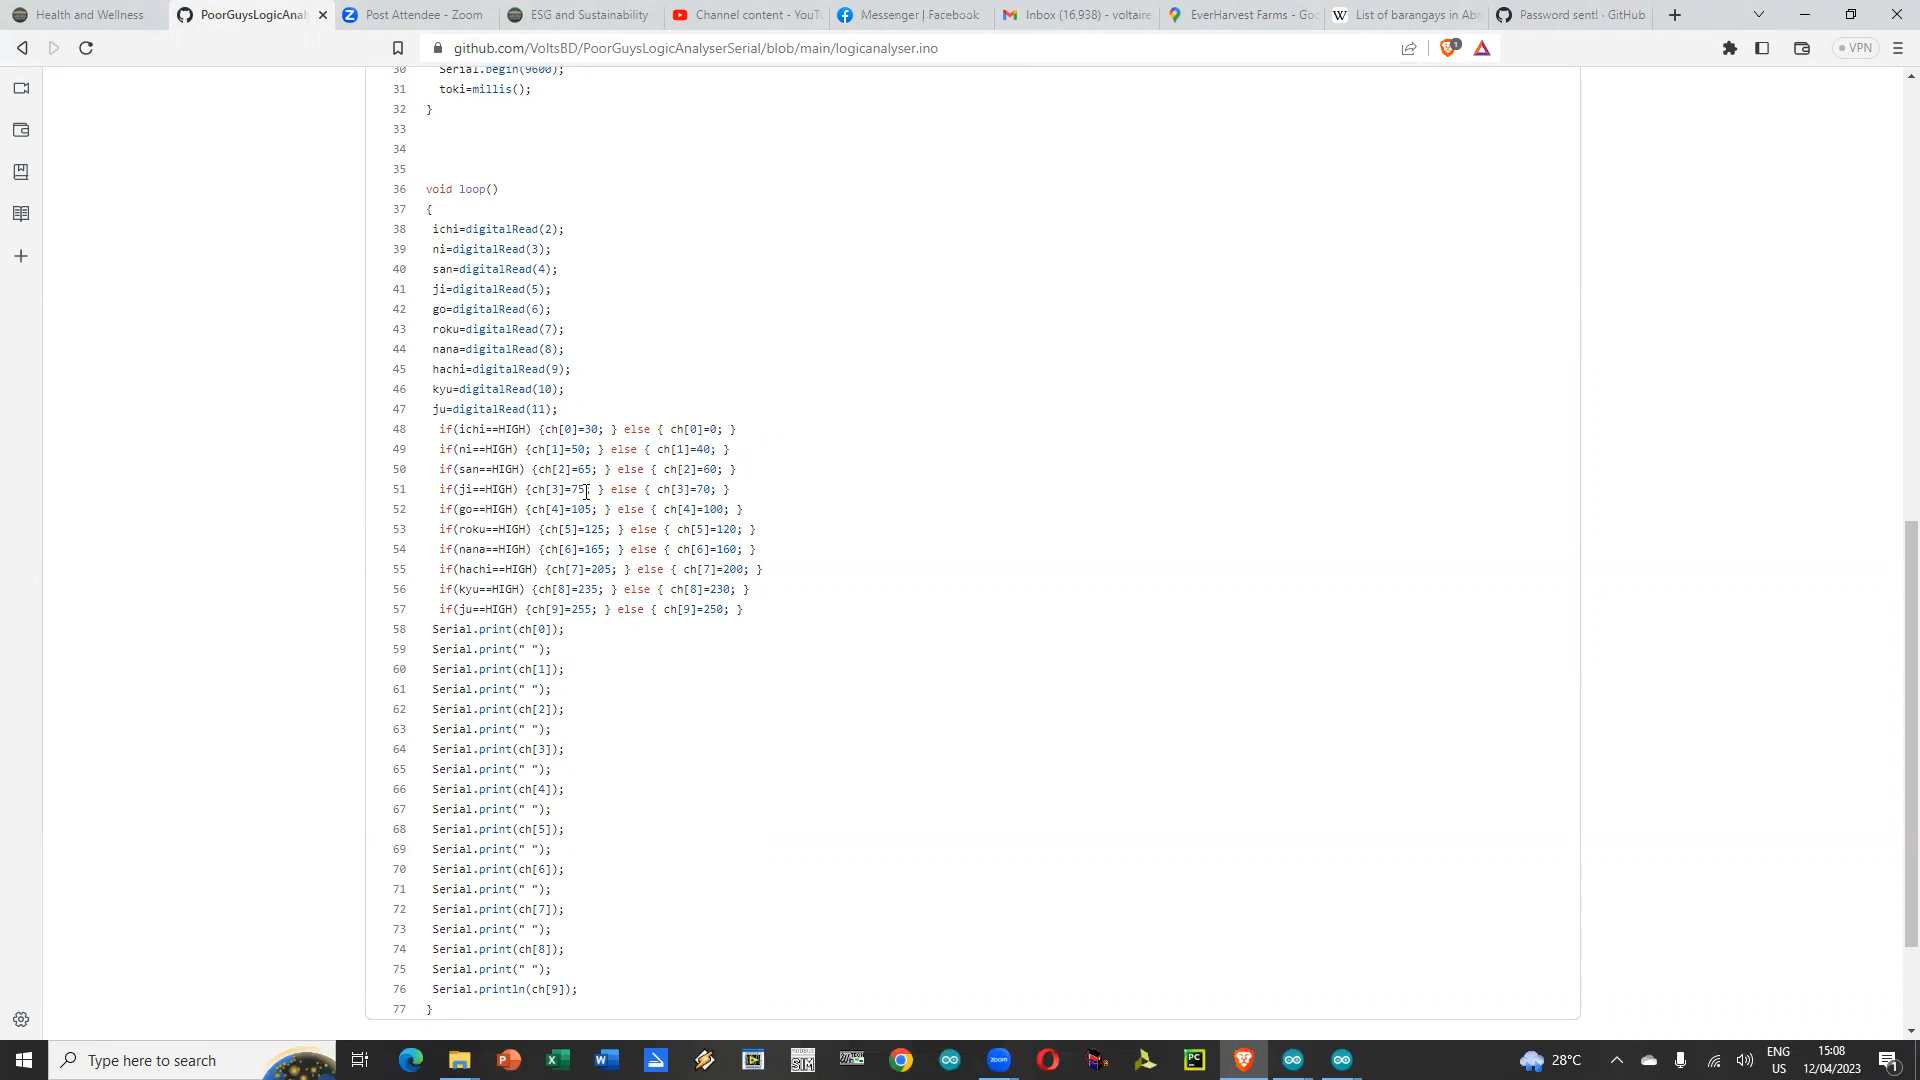 Health and Wellness
PoorGuysLogicAnal
Post Attendee - Zoom
ESG and Sustainability
Channel content - YouTu
Messenger | Facebook
Inbox (16,938) - voltaire
EverHarvest Farms - Goo
List of barangays in Abr
Password sent! · GitHub
github.com/VoltsBD/PoorGuysLogicAnalyserSerial/blob/main/logicanalyser.ino
1
VPN
30 Serial.begin(9600);
31 toki=millis();
32 }
33
34
35
36 void loop()
37 {
38 ichi=digitalRead(2);
39 ni=digitalRead(3);
40 san=digitalRead(4);
41 ji=digitalRead(5);
42 go=digitalRead(6);
43 roku=digitalRead(7);
44 nana=digitalRead(8);
45 hachi=digitalRead(9);
46 kyu=digitalRead(10);
47 ju=digitalRead(11);
48 if(ichi==HIGH) {ch[0]=30; } else { ch[0]=0; }
49 if(ni==HIGH) {ch[1]=50; } else { ch[1]=40; }
50 if(san==HIGH) {ch[2]=65; } else { ch[2]=60; }
51 if(ji==HIGH) {ch[3]=75; } else { ch[3]=70; }
52 if(go==HIGH) {ch[4]=105; } else { ch[4]=100; }
53 if(roku==HIGH) {ch[5]=125; } else { ch[5]=120; }
54 if(nana==HIGH) {ch[6]=165; } else { ch[6]=160; }
55 if(hachi==HIGH) {ch[7]=205; } else { ch[7]=200; }
56 if(kyu==HIGH) {ch[8]=235; } else { ch[8]=230; }
57 if(ju==HIGH) {ch[9]=255; } else { ch[9]=250; }
58 Serial.print(ch[0]);
59 Serial.print(" ");
60 Serial.print(ch[1]);
61 Serial.print(" ");
62 Serial.print(ch[2]);
63 Serial.print(" ");
64 Serial.print(ch[3]);
65 Serial.print(" ");
66 Serial.print(ch[4]);
67 Serial.print(" ");
68 Serial.print(ch[5]);
69 Serial.print(" ");
70 Serial.print(ch[6]);
71 Serial.print(" ");
72 Serial.print(ch[7]);
73 Serial.print(" ");
74 Serial.print(ch[8]);
75 Serial.print(" ");
76 Serial.println(ch[9]);
77 }
Type here to search
28°C
ENG
US
15:08
12/04/2023
1